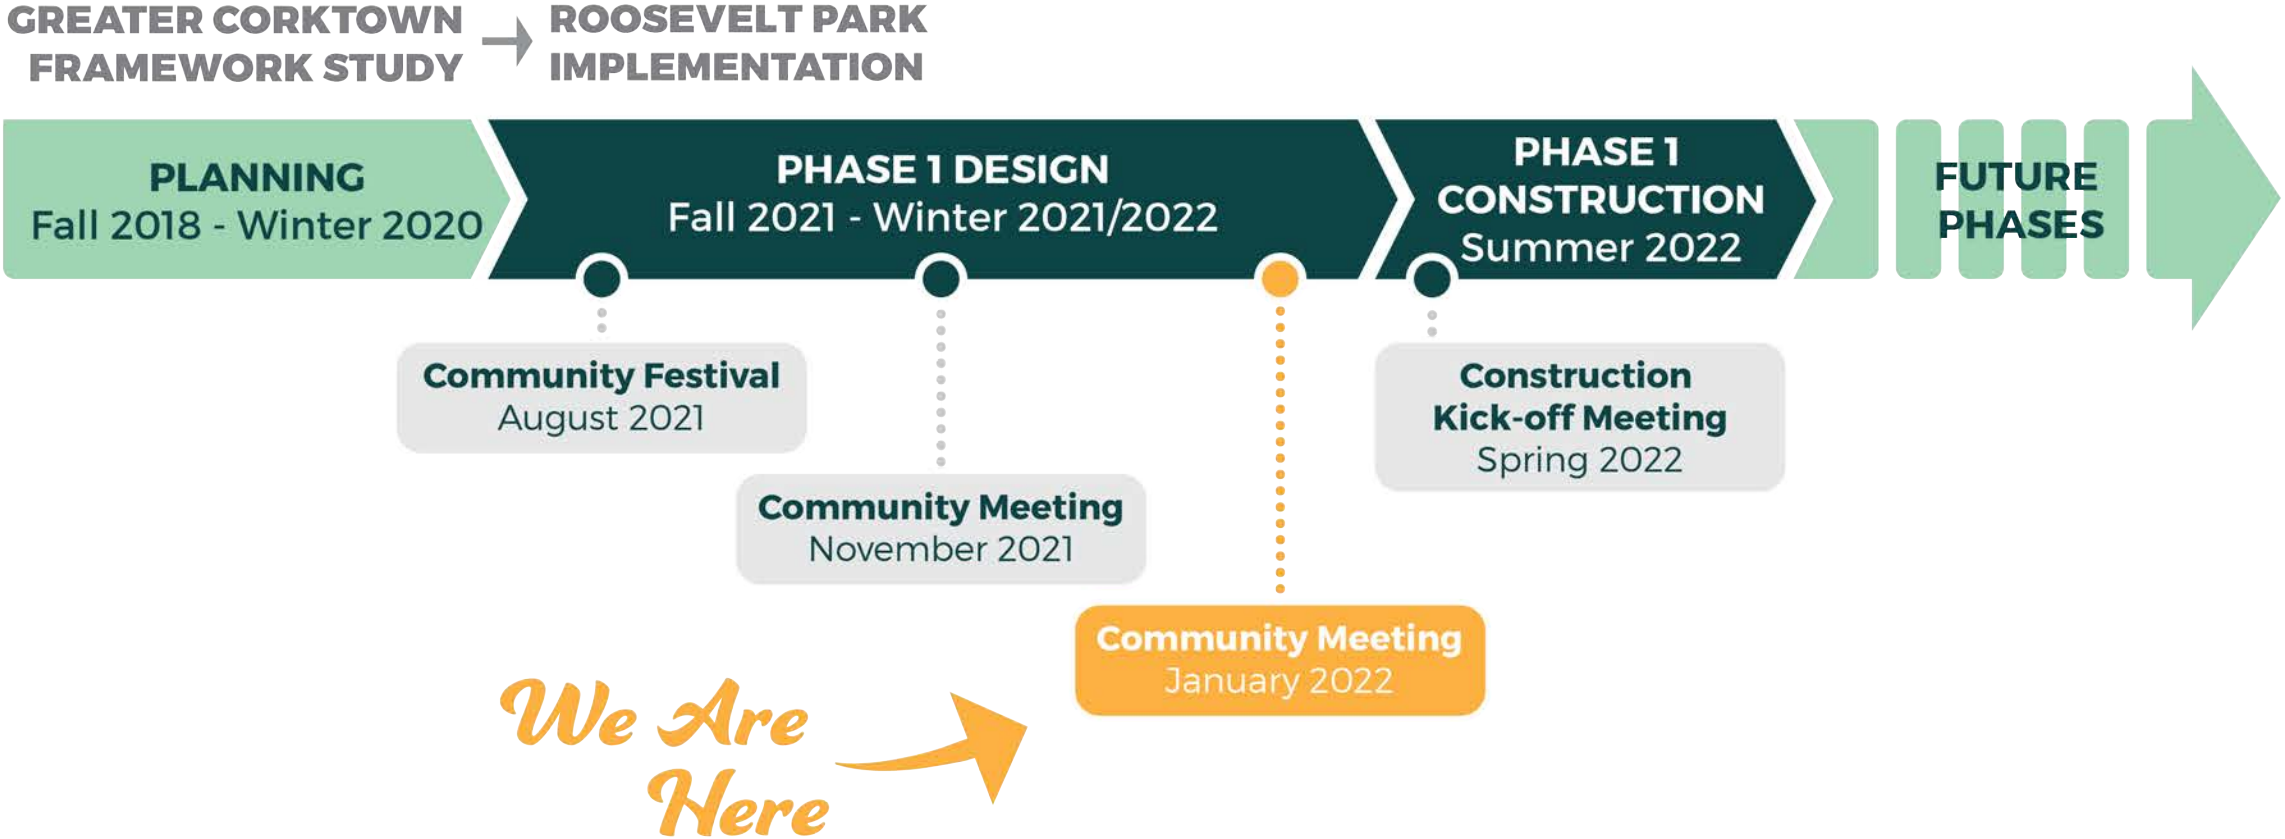 GREATER CORKTOWN
FRAMEWORK STUDY
ROOSEVELT PARK
IMPLEMENTATION
PLANNING
Fall 2018 - Winter 2020
PHASE 1 DESIGN
Fall 2021 - Winter 2021/2022
PHASE 1
CONSTRUCTION
Summer 2022
FUTURE
PHASES
Community Festival
August 2021
Community Meeting
November 2021
Community Meeting
January 2022
Construction
Kick-off Meeting
Spring 2022
We Are
Here